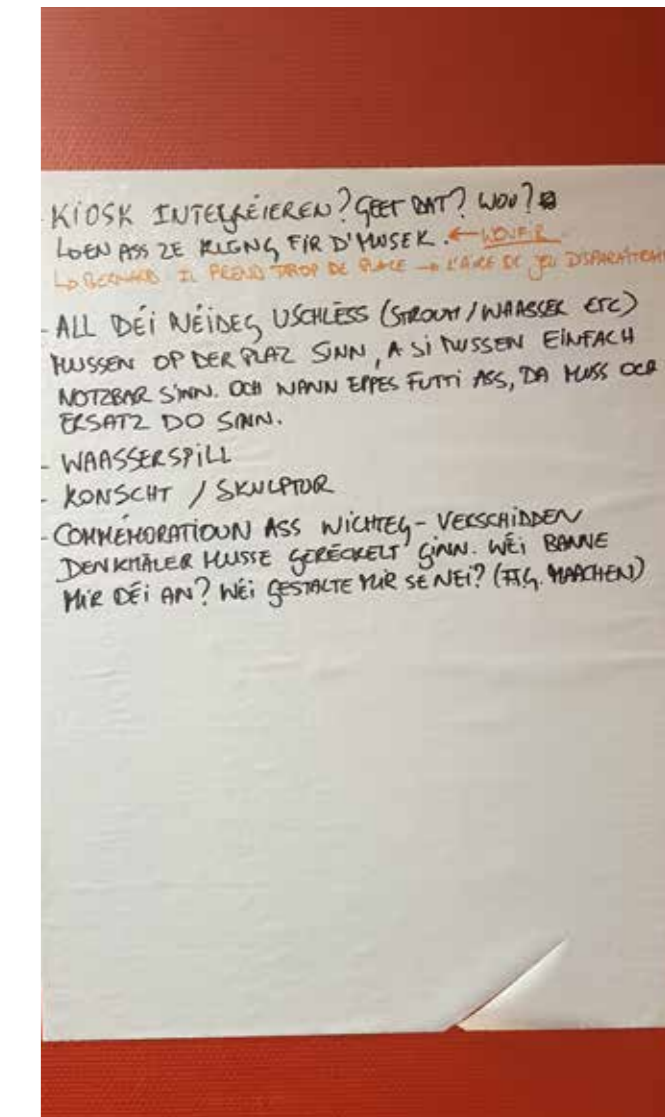 - KIOSK INTEGRÉIEREN? GEET DAT? WOU?
LOEN ASS ZE KLENG FIR D'MUSEK. ← WOUFIR
↳ BERNARD IL PREND TROP DE PLACE → L'AIRE DE JEU DISPARAÎTRAIT
- ALL DÉI NÉIDEG USCHLËSS (STROUM / WAASSER ETC)
MUSSEN OP DER PLAZ SINN, A SI MUSSEN EINFACH
NOTZBAR SINN. OCH WANN EPPES FUTTI ASS, DA MUSS OCH
ERSATZ DO SINN.
- WAASSERSPILL
- KONSCHT / SKULPTUR
- COMMÉMORATIOUN ASS WICHTEG - VERSCHIDDEN
DENKMÄLER MUSSE GERÉCKELT GINN. WÉI BANNE
MIR DÉI AN? WÉI GESTALTE MIR SE NEI? (MAACHEN)